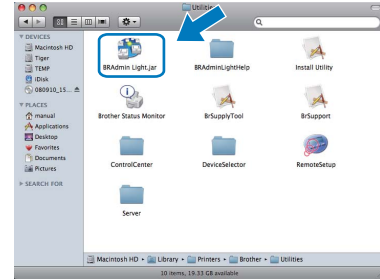 Utilities
DEVICES
Macintosh HD
Tiger
TEMP
iDisk
080910_15...
PLACES
manual
Applications
Desktop
Favorites
Documents
Pictures
SEARCH FOR
BRAdmin Light.jar
BRAdminLightHelp
Install Utility
Brother Status Monitor
BrSupplyTool
BrSupport
ControlCenter
DeviceSelector
RemoteSetup
Server
Macintosh HD ▸ Library ▸ Printers ▸ Brother ▸ Utilities
10 items, 19.33 GB available